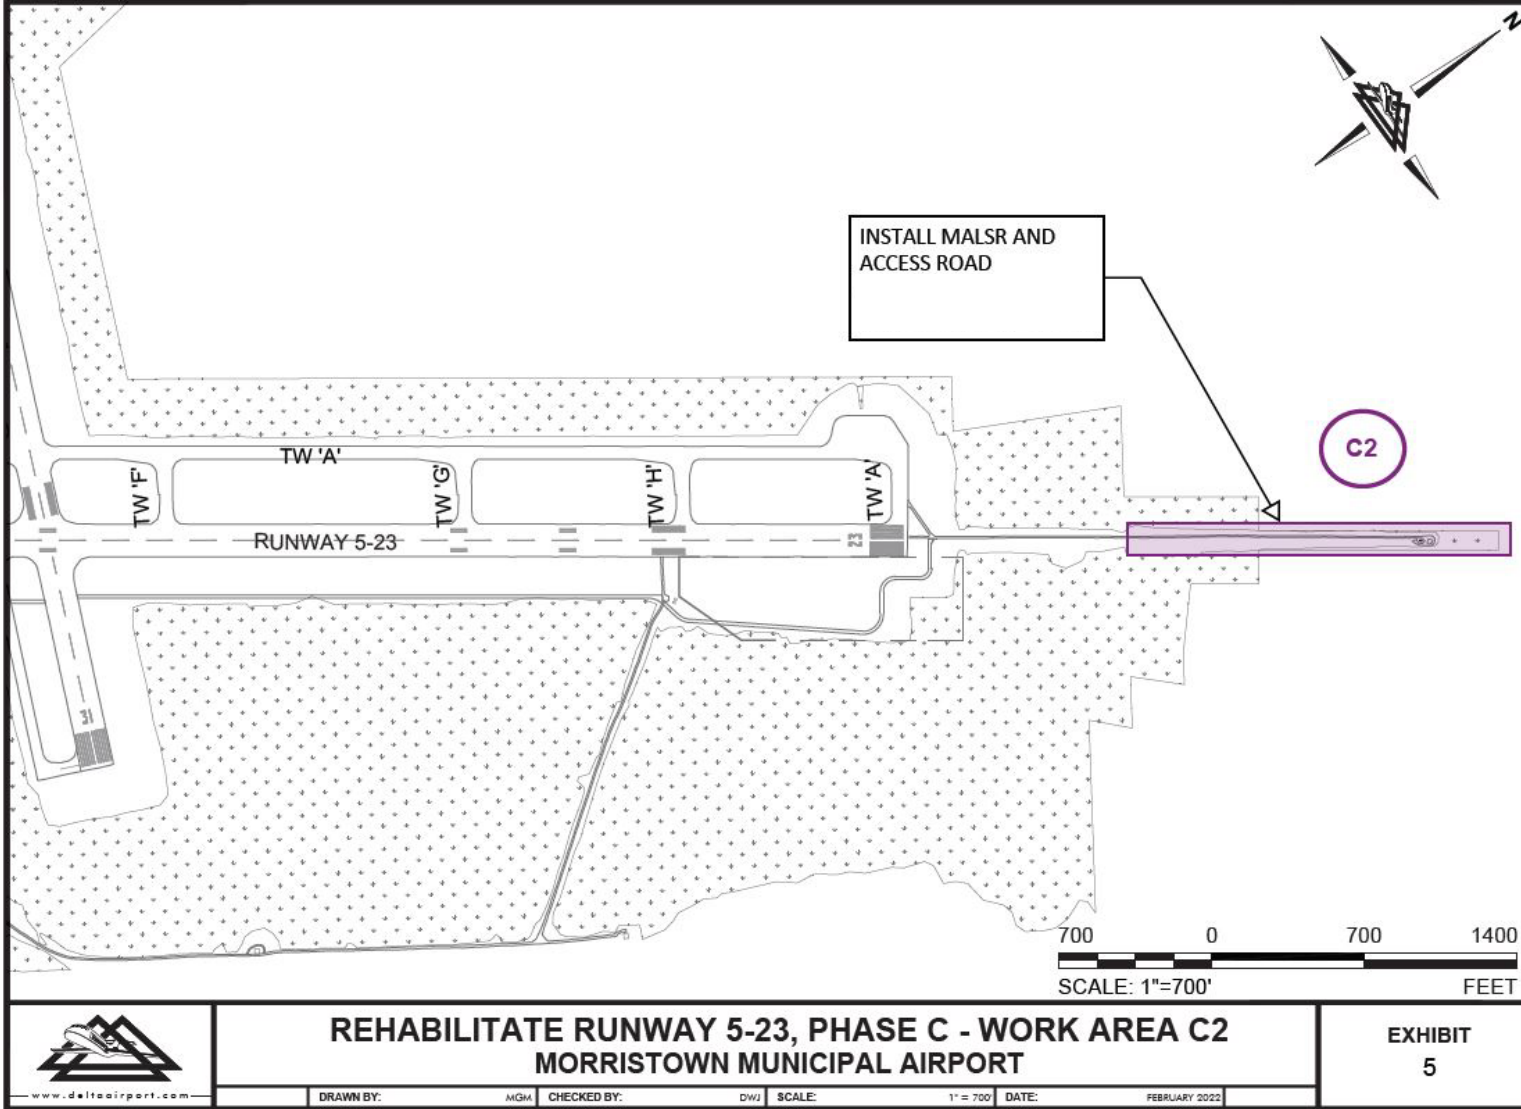 N
INSTALL MALSR AND
ACCESS ROAD
C2
TW 'A'
TW 'F'
TW 'G'
TW 'H'
TW 'A'
RUNWAY 5-23
23
31
700 0 700 1400
SCALE: 1"=700' FEET
REHABILITATE RUNWAY 5-23, PHASE C - WORK AREA C2
MORRISTOWN MUNICIPAL AIRPORT
EXHIBIT
5
www.deltaairport.com
DRAWN BY: MGM CHECKED BY: DWJ SCALE: 1" = 700' DATE: FEBRUARY 2022